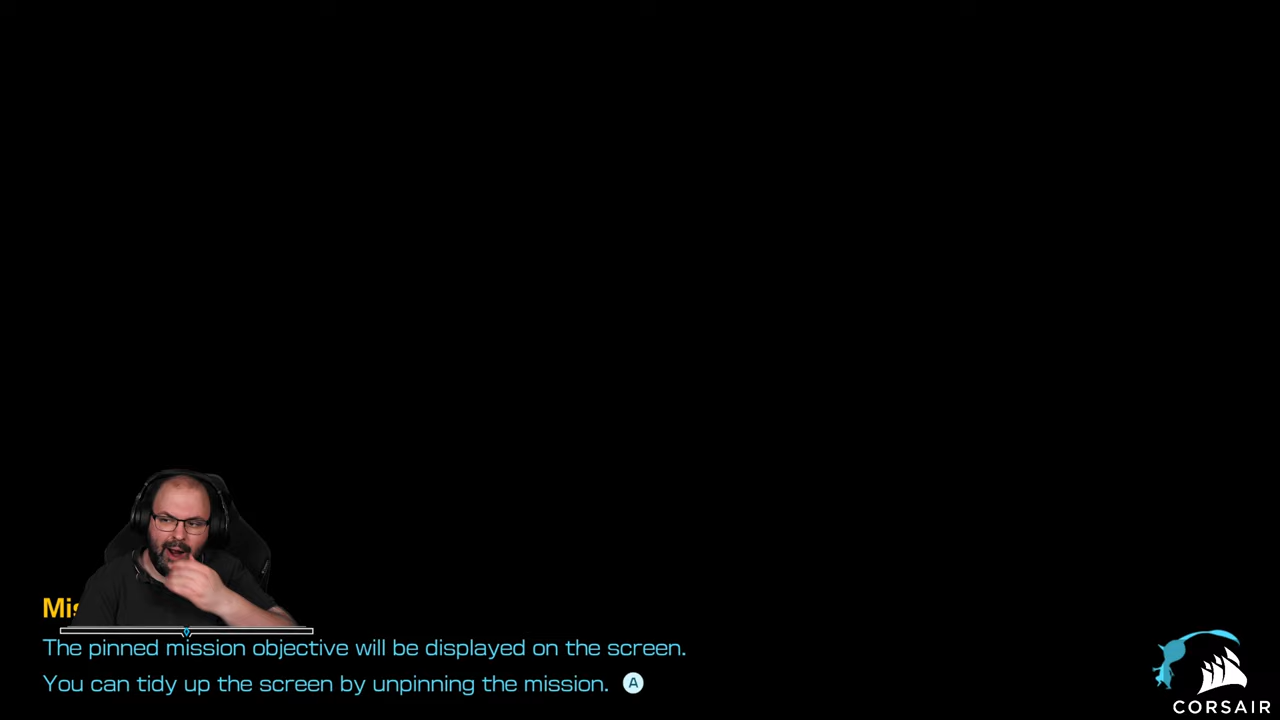 The pinned mission objective will be displayed on the screen.
You can tidy up the screen by unpinning the mission. A
CORSAIR